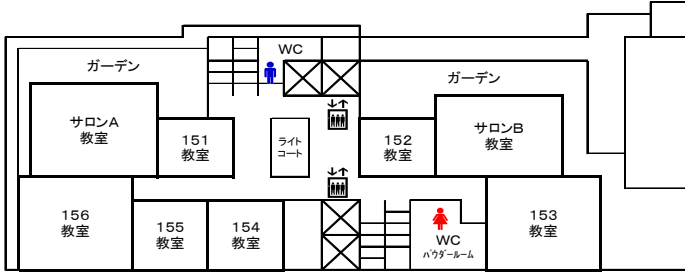 WC
ガーデン
ガーデン
サロンA
教室
サロンB
教室
151
教室
ライト
コート
152
教室
156
教室
155
教室
154
教室
WC
パウダールーム
153
教室